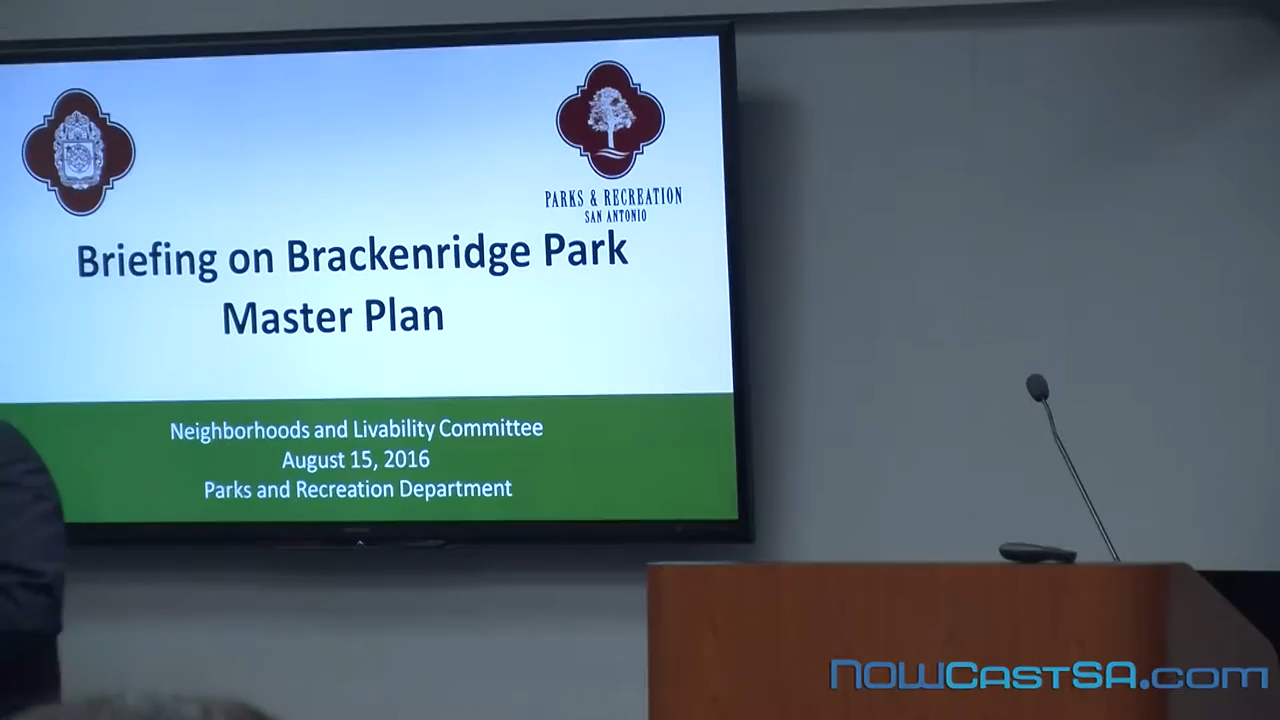 PARKS & RECREATION
SAN ANTONIO
Briefing on Brackenridge Park
Master Plan
Neighborhoods and Livability Committee
August 15, 2016
Parks and Recreation Department
NOWCASTSA.com